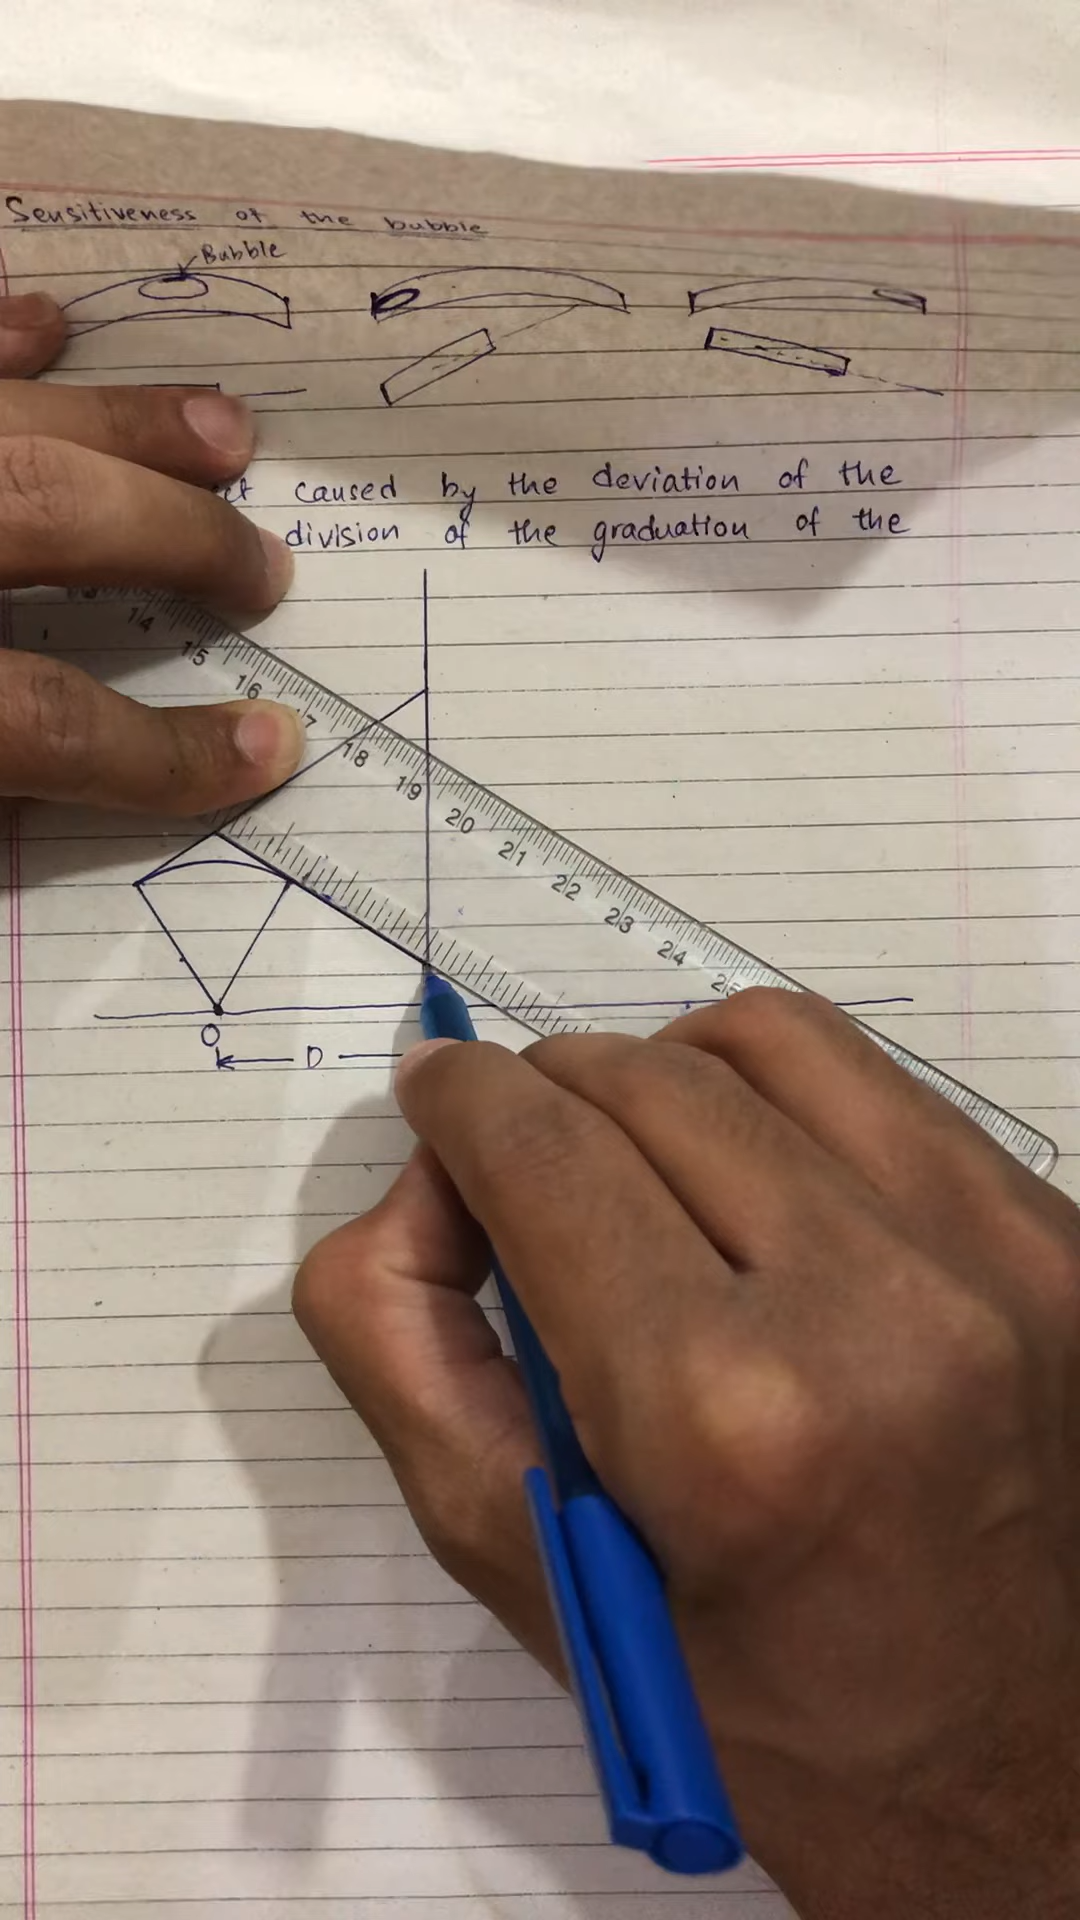 Sensitiveness of the bubble
Bubble
caused by the deviation of the
division of the graduation of the
14 15 16 17 18 19 20 21 22 23 24 25
O
D